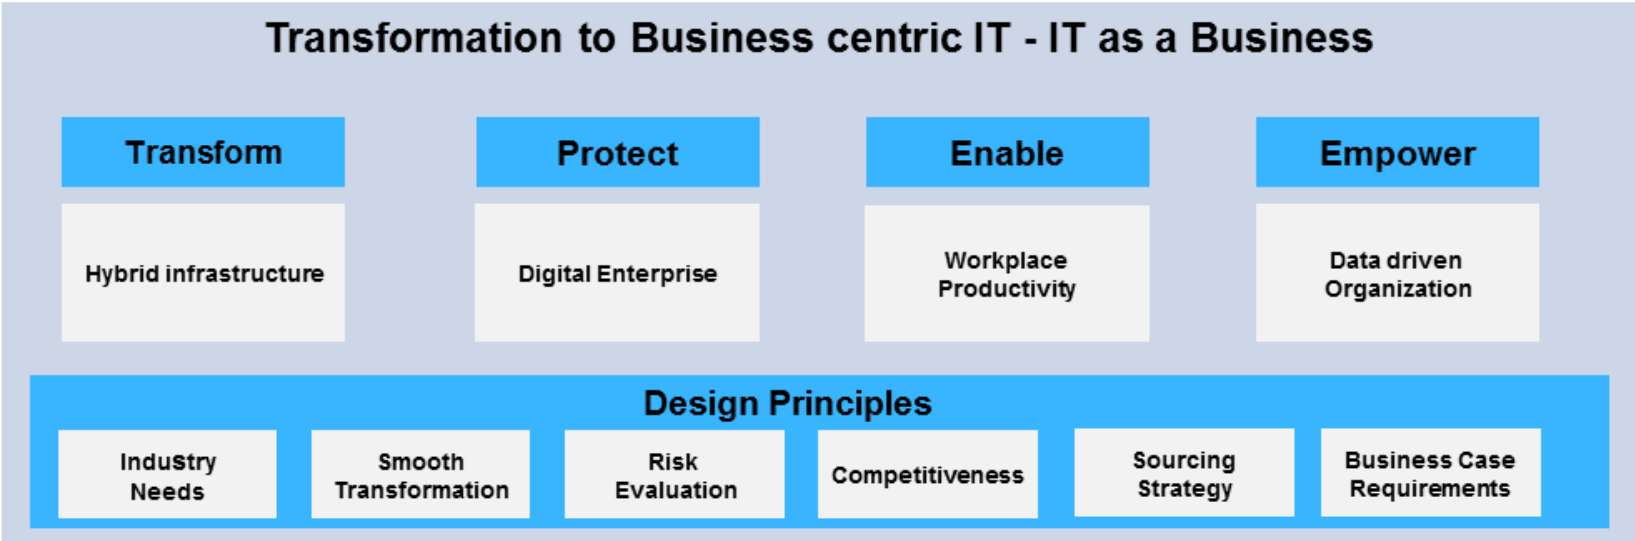 Transformation to Business centric IT - IT as a Business
Transform
Protect
Enable
Empower
Hybrid infrastructure
Digital Enterprise
Workplace
Productivity
Data driven
Organization
Design Principles
Industry
Needs
Smooth
Transformation
Risk
Evaluation
Competitiveness
Sourcing
Strategy
Business Case
Requirements